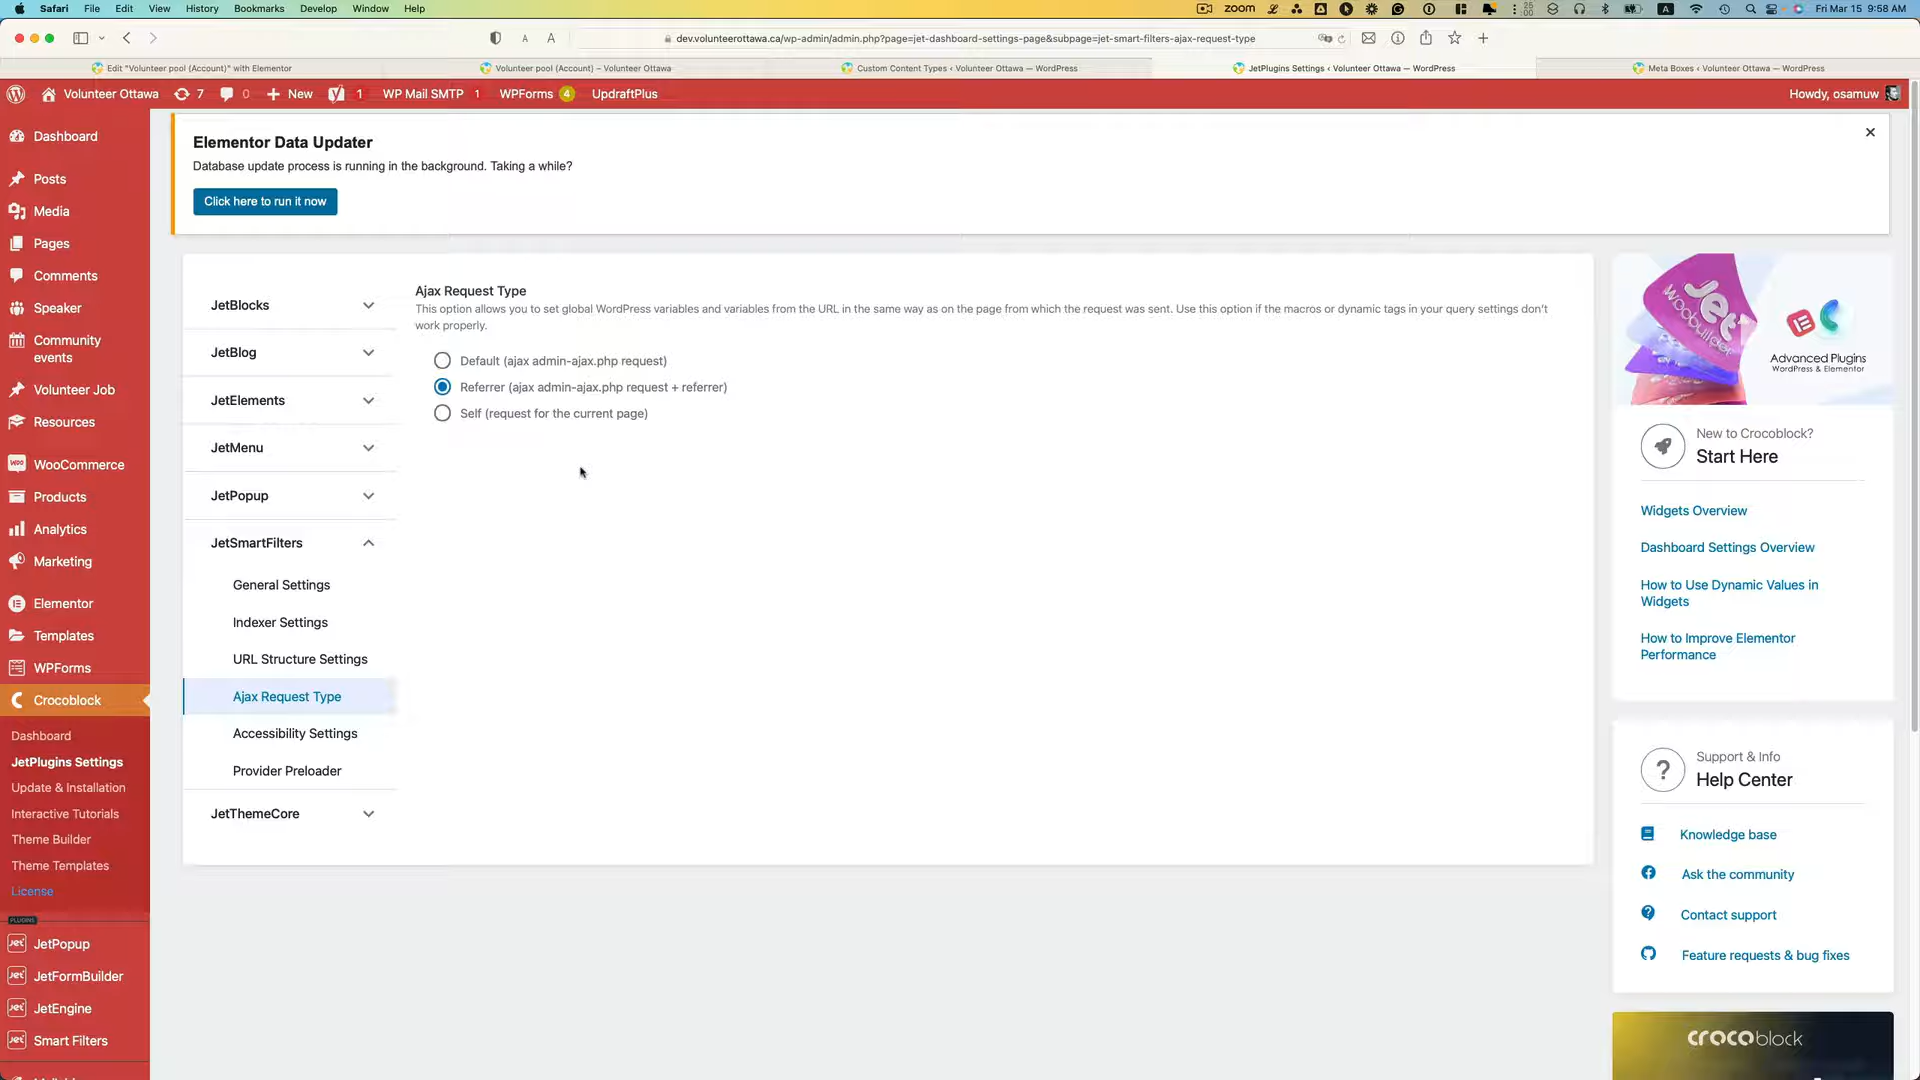 Safari File Edit View History Bookmarks Develop Window Help
zoom
A
Fri Mar 15 9:58 AM
A A
dev.volunteerottawa.ca/wp-admin/admin.php?page=jet-dashboard-settings-page&subpage=jet-smart-filters-ajax-request-type
Edit "Volunteer pool (Account)" with Elementor
Volunteer pool (Account) – Volunteer Ottawa
Custom Content Types ‹ Volunteer Ottawa — WordPress
JetPlugins Settings ‹ Volunteer Ottawa — WordPress
Meta Boxes ‹ Volunteer Ottawa — WordPress
Volunteer Ottawa 7 0 New 1 WP Mail SMTP 1 WPForms 4 UpdraftPlus
Howdy, osamuw
Dashboard
Posts
Media
Pages
Comments
Speaker
Community
events
Volunteer Job
Resources
WooCommerce
Products
Analytics
Marketing
Elementor
Templates
WPForms
Crocoblock
Dashboard
JetPlugins Settings
Update & Installation
Interactive Tutorials
Theme Builder
Theme Templates
License
PLUGINS
JetPopup
JetFormBuilder
JetEngine
Smart Filters
Elementor Data Updater
Database update process is running in the background. Taking a while?
Click here to run it now
JetBlocks
JetBlog
JetElements
JetMenu
JetPopup
JetSmartFilters
General Settings
Indexer Settings
URL Structure Settings
Ajax Request Type
Accessibility Settings
Provider Preloader
JetThemeCore
Ajax Request Type
This option allows you to set global WordPress variables and variables from the URL in the same way as on the page from which the request was sent. Use this option if the macros or dynamic tags in your query settings don't
work properly.
Default (ajax admin-ajax.php request)
Referrer (ajax admin-ajax.php request + referrer)
Self (request for the current page)
Jet
woobuilder
Advanced Plugins
WordPress & Elementor
New to Crocoblock?
Start Here
Widgets Overview
Dashboard Settings Overview
How to Use Dynamic Values in
Widgets
How to Improve Elementor
Performance
Support & Info
Help Center
Knowledge base
Ask the community
Contact support
Feature requests & bug fixes
crocoblock